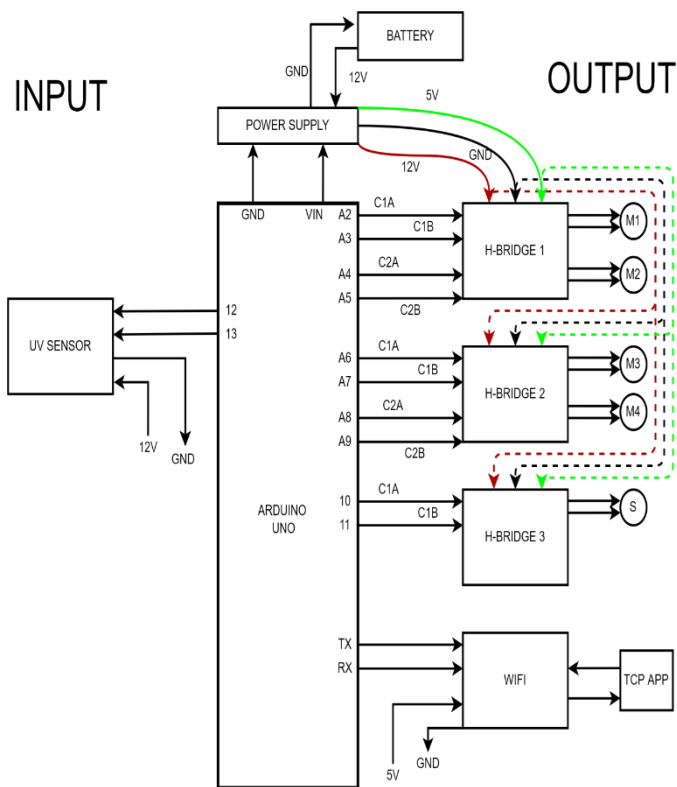 INPUT
OUTPUT
BATTERY
GND
12V
5V
POWER SUPPLY
GND
12V
GND
VIN
A2
C1A
A3
C1B
A4
C2A
A5
C2B
H-BRIDGE 1
M1
M2
12
13
UV SENSOR
12V
GND
A6
C1A
A7
C1B
A8
C2A
A9
C2B
H-BRIDGE 2
M3
M4
ARDUINO
UNO
10
C1A
11
C1B
H-BRIDGE 3
S
TX
RX
WIFI
TCP APP
5V
GND